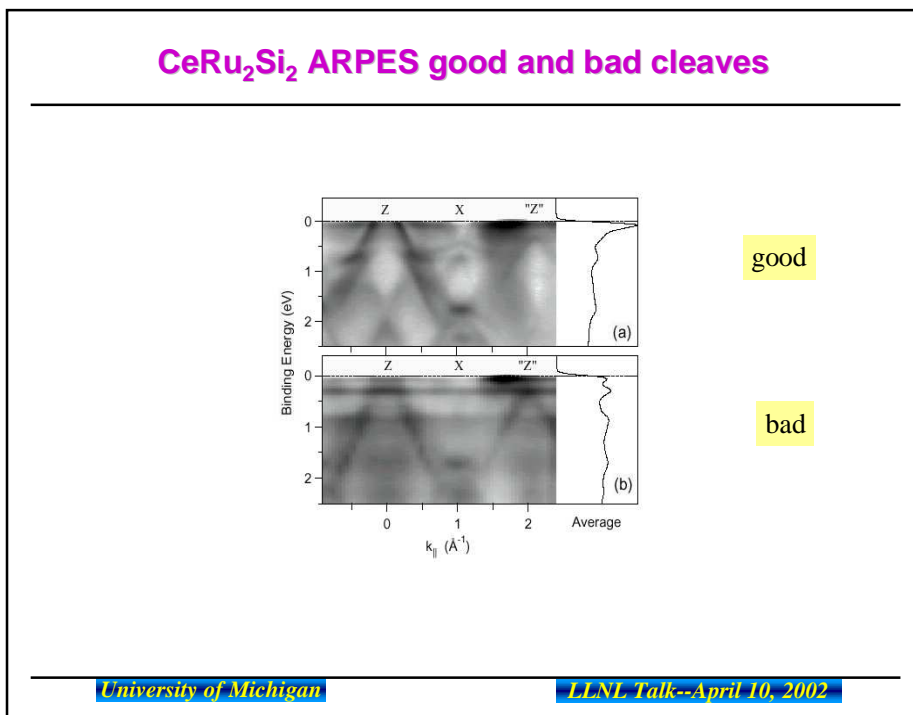 CeRu₂Si₂ ARPES good and bad cleaves
Z X "Z"
0
1
2
(a)
good
Z X "Z"
0
1
2
(b)
bad
Binding Energy (eV)
0 1 2 Average
k|| (Å⁻¹)
University of Michigan LLNL Talk--April 10, 2002